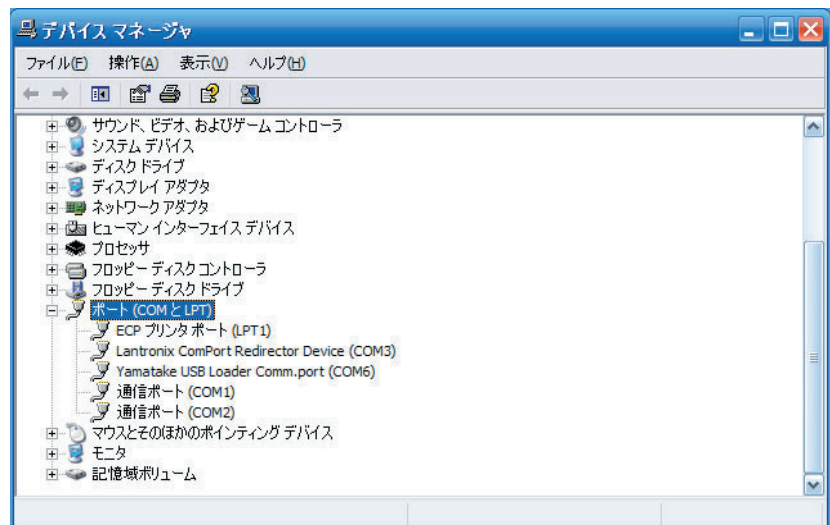 デバイス マネージャ
ファイル(F) 操作(A) 表示(V) ヘルプ(H)
サウンド、ビデオ、およびゲーム コントローラ
システム デバイス
ディスク ドライブ
ディスプレイ アダプタ
ネットワーク アダプタ
ヒューマン インターフェイス デバイス
プロセッサ
フロッピー ディスク コントローラ
フロッピー ディスク ドライブ
ポート (COM と LPT)
ECP プリンタ ポート (LPT1)
Lantronix ComPort Redirector Device (COM3)
Yamatake USB Loader Comm.port (COM6)
通信ポート (COM1)
通信ポート (COM2)
マウスとそのほかのポインティング デバイス
モニタ
記憶域ボリューム